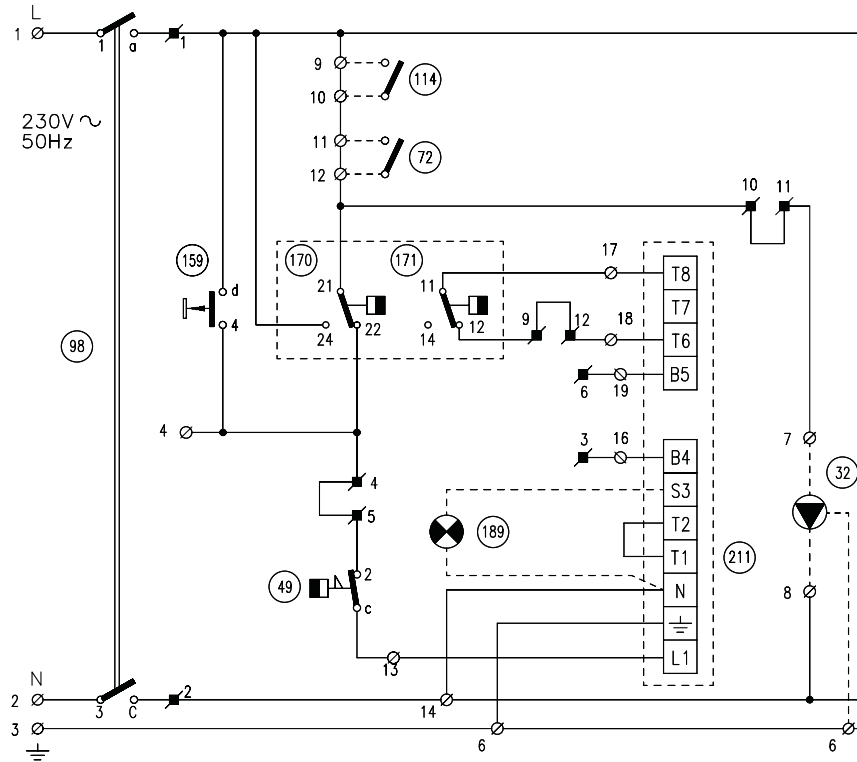 L
1
1 a 1
9
114
10
230V ~
50Hz
11
72
12
10 11
159 170 171 17
d 21 11 T8
T7
4 24 22 14 12 9 12 18 T6
98
6 19 B5
4 3 16 B4 7
S3 32
4
5 189 T2
T1 211
49 2 N 8
c
13 L1
N
2 3 C 2 14
3 6 6